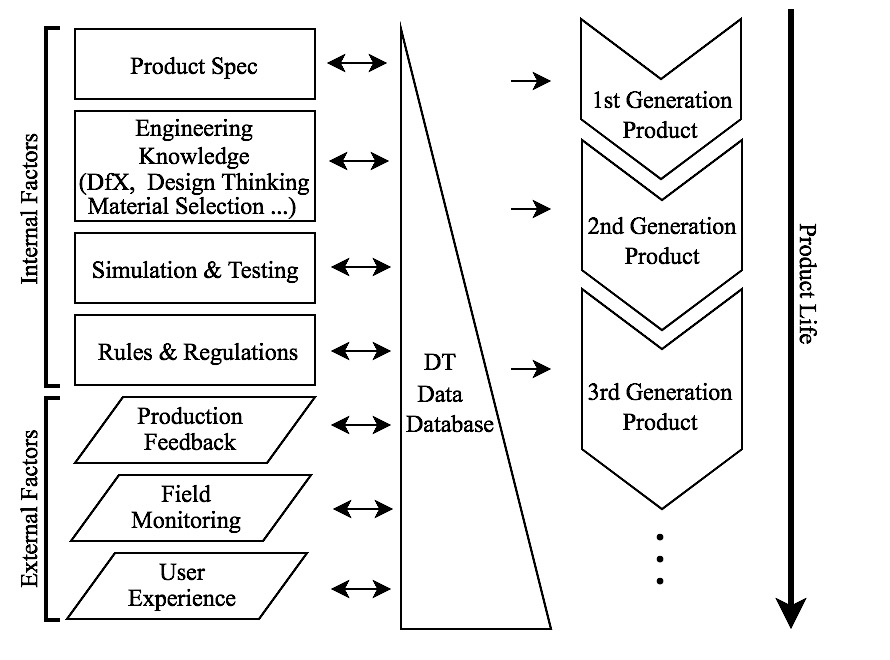 Internal Factors
Product Spec
Engineering
Knowledge
(DfX, Design Thinking
Material Selection ...)
Simulation & Testing
Rules & Regulations
External Factors
Production
Feedback
Field
Monitoring
User
Experience
DT
Data
Database
1st Generation
Product
2nd Generation
Product
3rd Generation
Product
Product Life